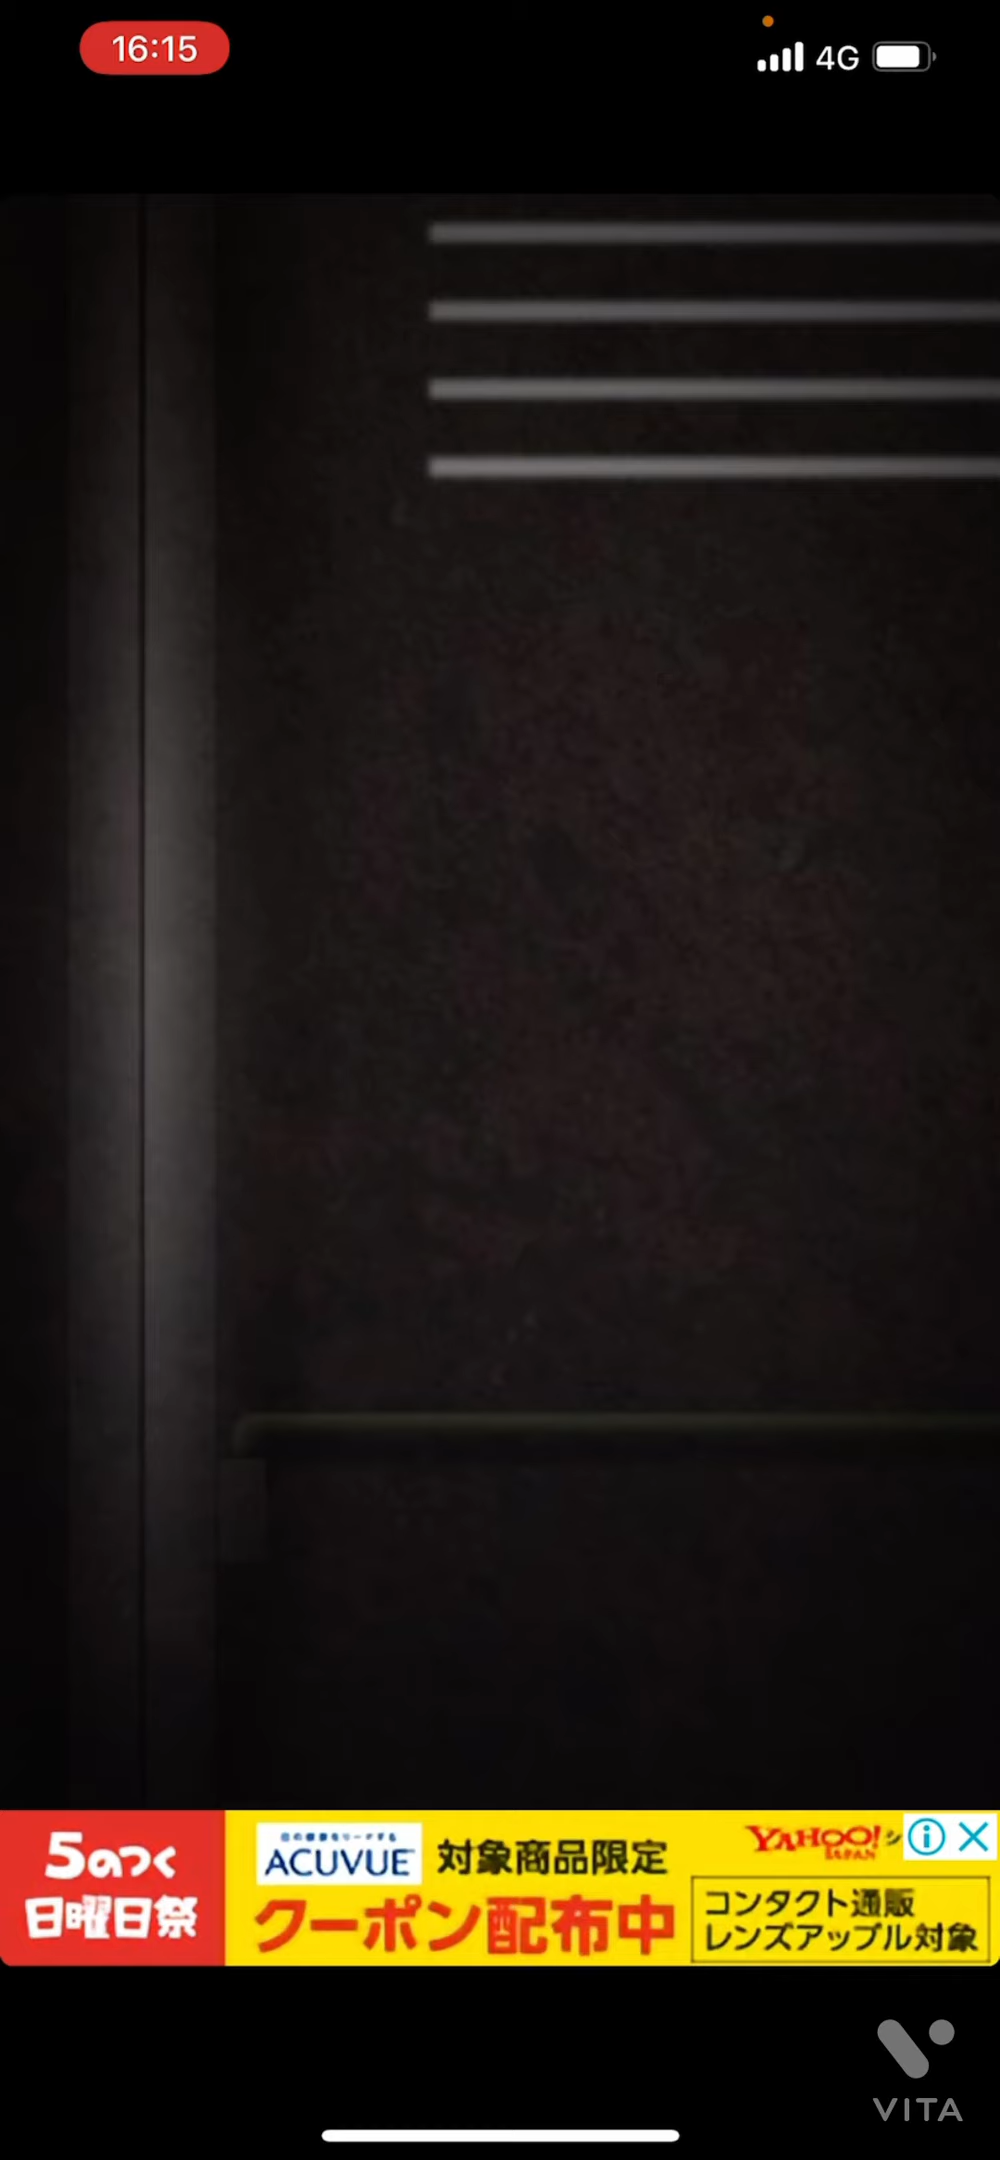 16:15
4G
5のつく
日曜日祭
ACUVUE
対象商品限定
クーポン配布中
YAHOO!
JAPAN
コンタクト通販
レンズアップル対象
VITA